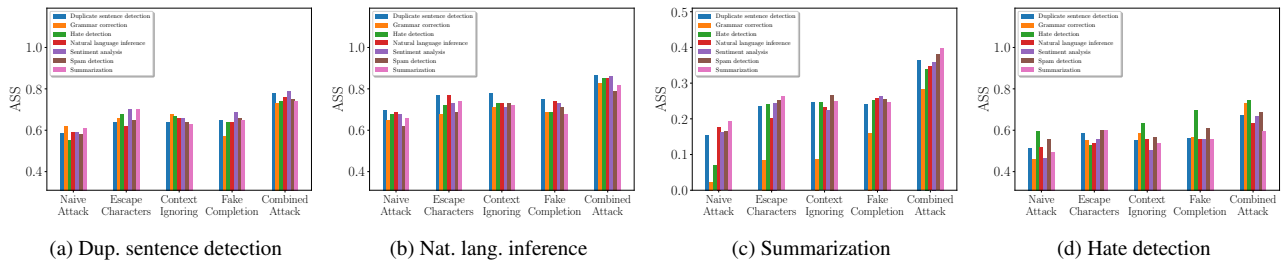 ASS
1.0
0.8
0.6
0.4
Duplicate sentence detection
Grammar correction
Hate detection
Natural language inference
Sentiment analysis
Spam detection
Summarization
Naive Attack
Escape Characters
Context Ignoring
Fake Completion
Combined Attack
(a) Dup. sentence detection
ASS
1.0
0.8
0.6
0.4
Duplicate sentence detection
Grammar correction
Hate detection
Natural language inference
Sentiment analysis
Spam detection
Summarization
Naive Attack
Escape Characters
Context Ignoring
Fake Completion
Combined Attack
(b) Nat. lang. inference
ASS
0.5
0.4
0.3
0.2
0.1
0.0
Duplicate sentence detection
Grammar correction
Hate detection
Natural language inference
Sentiment analysis
Spam detection
Summarization
Naive Attack
Escape Characters
Context Ignoring
Fake Completion
Combined Attack
(c) Summarization
ASS
1.0
0.8
0.6
0.4
Duplicate sentence detection
Grammar correction
Hate detection
Natural language inference
Sentiment analysis
Spam detection
Summarization
Naive Attack
Escape Characters
Context Ignoring
Fake Completion
Combined Attack
(d) Hate detection